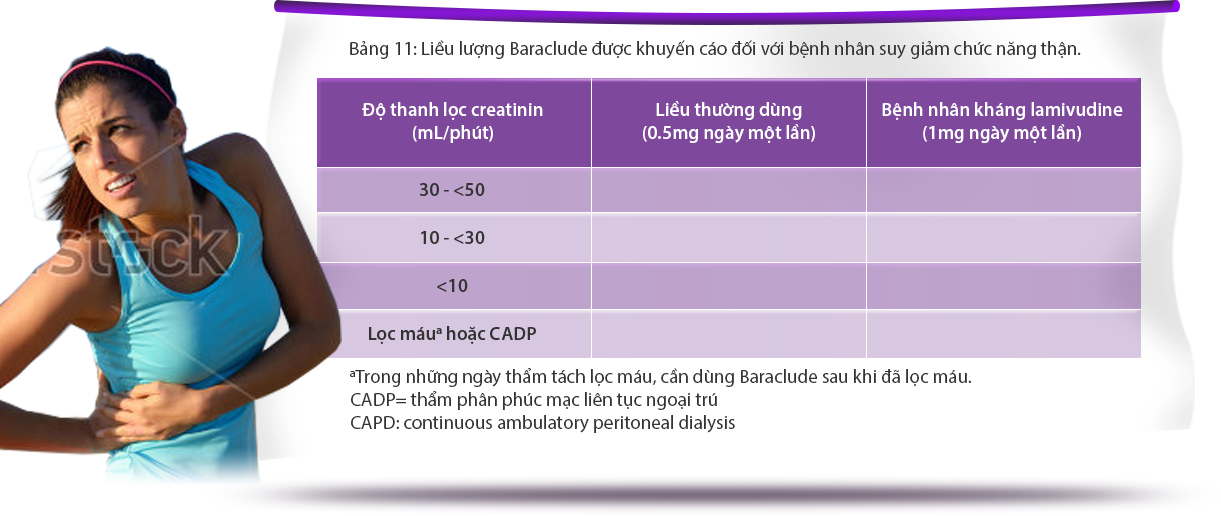 Bảng 11: Liều lượng Baraclude được khuyến cáo đối với bệnh nhân suy giảm chức năng thận.
Độ thanh lọc creatinin
(mL/phút)
Liều thường dùng
(0.5mg ngày một lần)
Bệnh nhân kháng lamivudine
(1mg ngày một lần)
30 - <50
10 - <30
<10
Lọc máuª hoặc CADP
ªTrong những ngày thẩm tách lọc máu, cần dùng Baraclude sau khi đã lọc máu.
CADP= thẩm phân phúc mạc liên tục ngoại trú
CAPD: continuous ambulatory peritoneal dialysis
stock